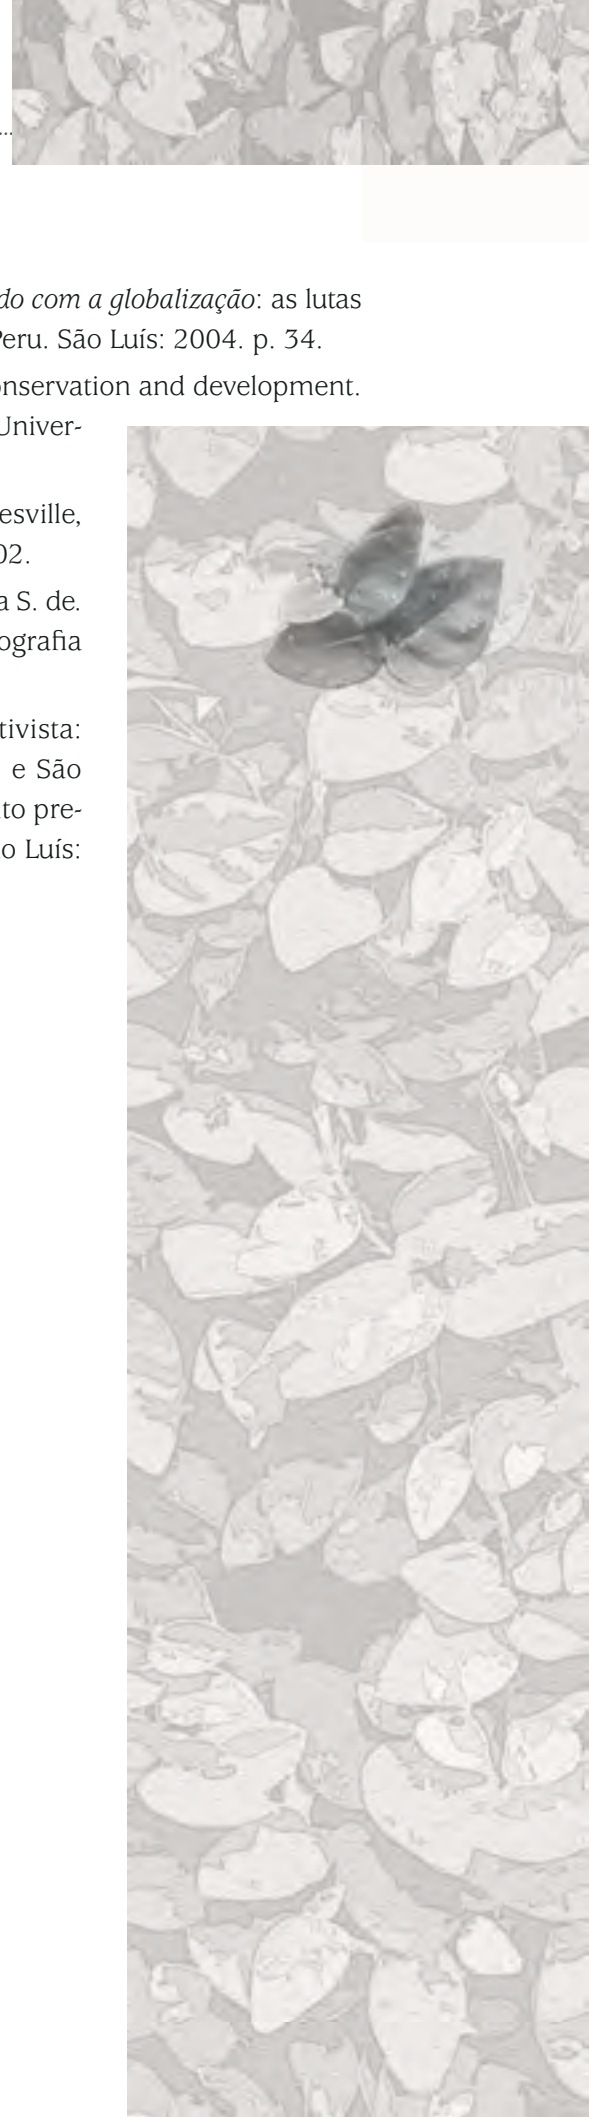 ...
do com a globalização: as lutas
Peru. São Luís: 2004. p. 34.
onservation and development.
Univer-
esville,
02.
a S. de.
ografia
tivista:
e São
to pre-
o Luís: